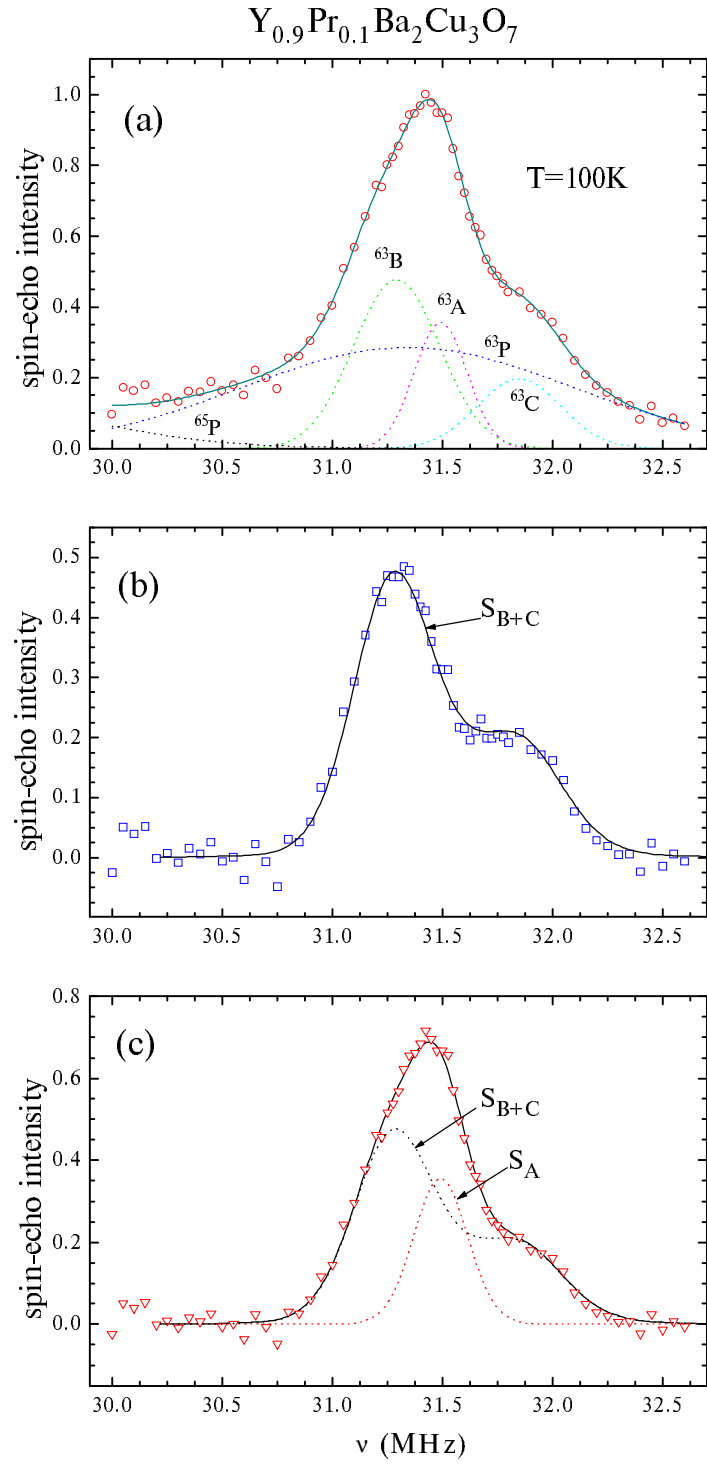 Y0.9Pr0.1Ba2Cu3O7
(a)
T=100K
63B
63A
63P
63C
65P
spin-echo intensity
1.0
0.8
0.6
0.4
0.2
0.0
30.0 30.5 31.0 31.5 32.0 32.5
(b)
SB+C
spin-echo intensity
0.5
0.4
0.3
0.2
0.1
0.0
30.0 30.5 31.0 31.5 32.0 32.5
(c)
SB+C
SA
spin-echo intensity
0.8
0.6
0.4
0.2
0.0
30.0 30.5 31.0 31.5 32.0 32.5
ν (MHz)